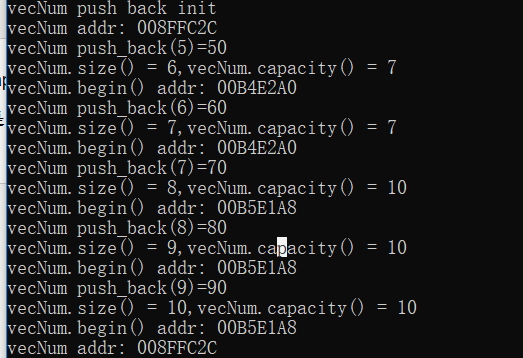 vecNum push back init
vecNum addr: 008FFC2C
vecNum push_back(5)=50
vecNum.size() = 6,vecNum.capacity() = 7
vecNum.begin() addr: 00B4E2A0
vecNum push_back(6)=60
vecNum.size() = 7,vecNum.capacity() = 7
vecNum.begin() addr: 00B4E2A0
vecNum push_back(7)=70
vecNum.size() = 8,vecNum.capacity() = 10
vecNum.begin() addr: 00B5E1A8
vecNum push_back(8)=80
vecNum.size() = 9,vecNum.capacity() = 10
vecNum.begin() addr: 00B5E1A8
vecNum push_back(9)=90
vecNum.size() = 10,vecNum.capacity() = 10
vecNum.begin() addr: 00B5E1A8
vecNum addr: 008FFC2C